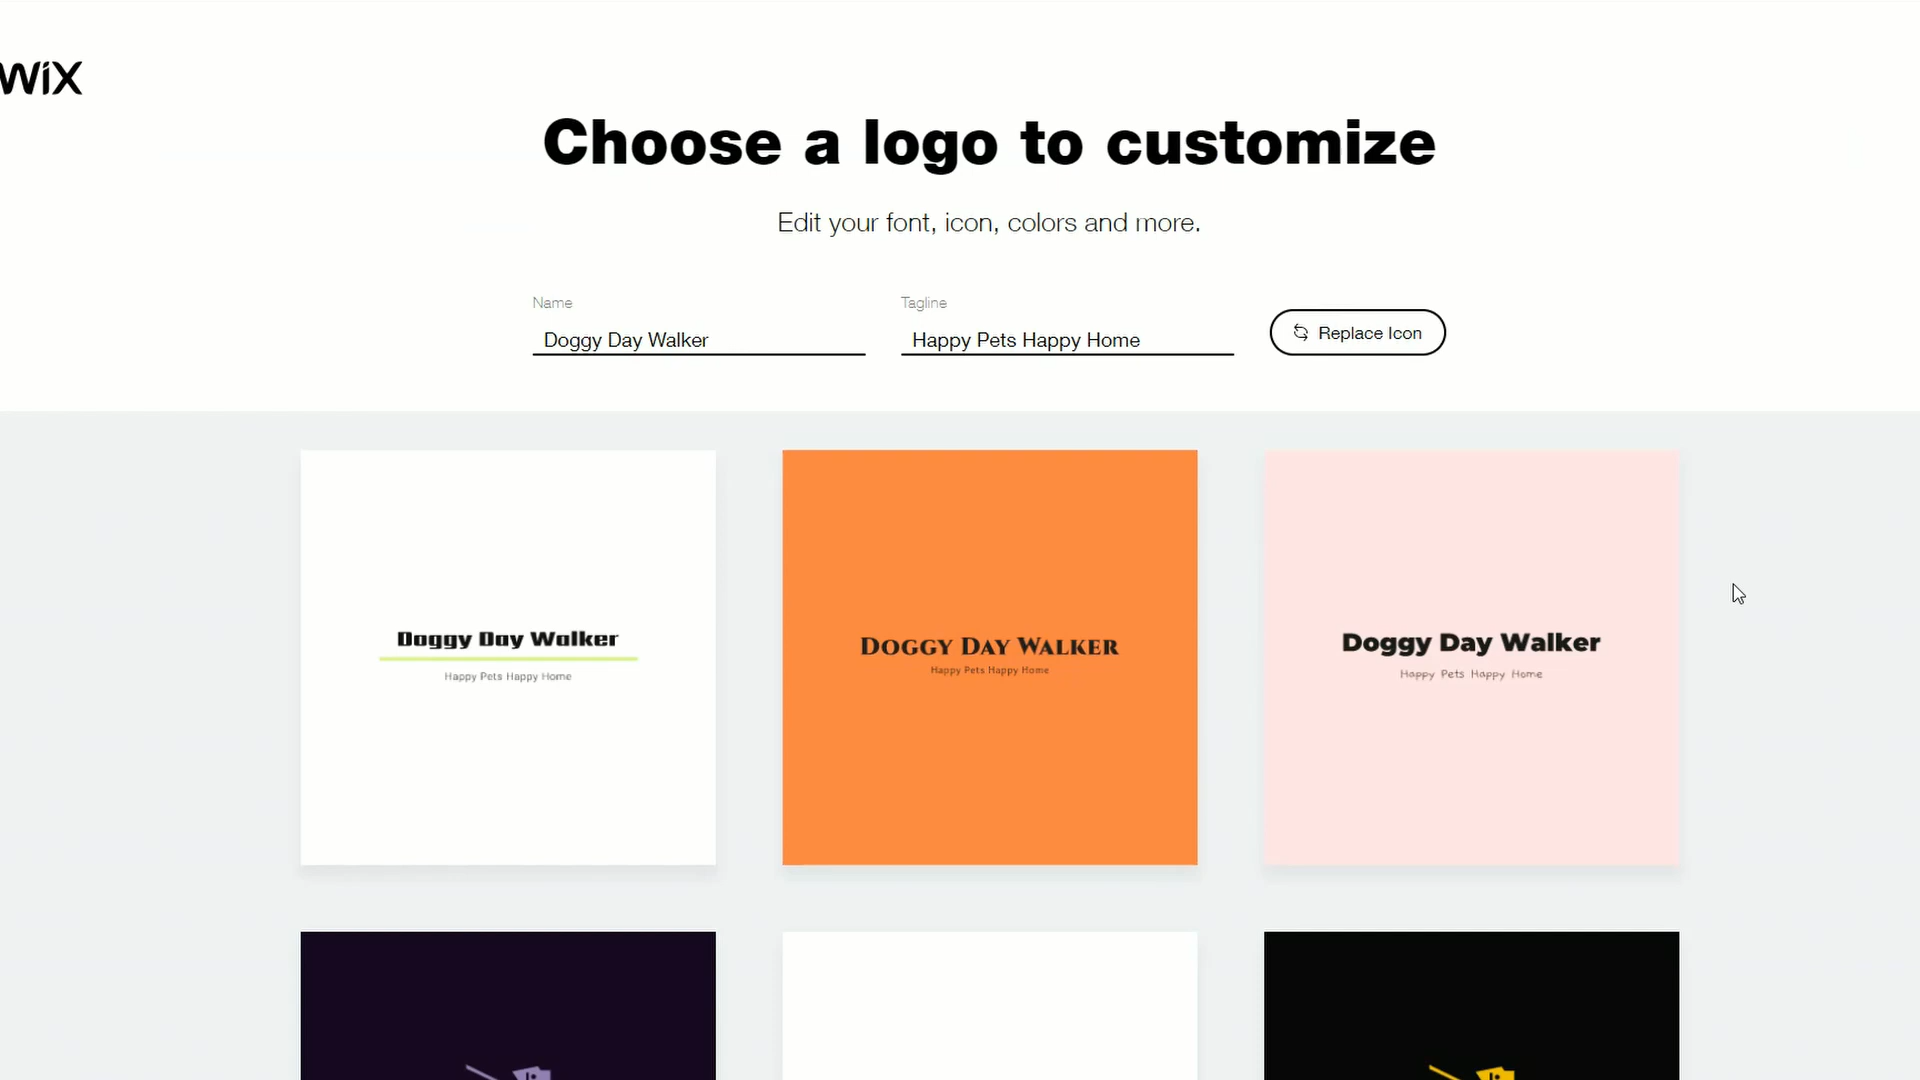 WiX
Choose a logo to customize
Edit your font, icon, colors and more.
Name
Tagline
Doggy Day Walker
Happy Pets Happy Home
Replace Icon
Doggy Day Walker
Happy Pets Happy Home
Doggy Day Walker
Happy Pets Happy Home
Doggy Day Walker
Happy Pets Happy Home